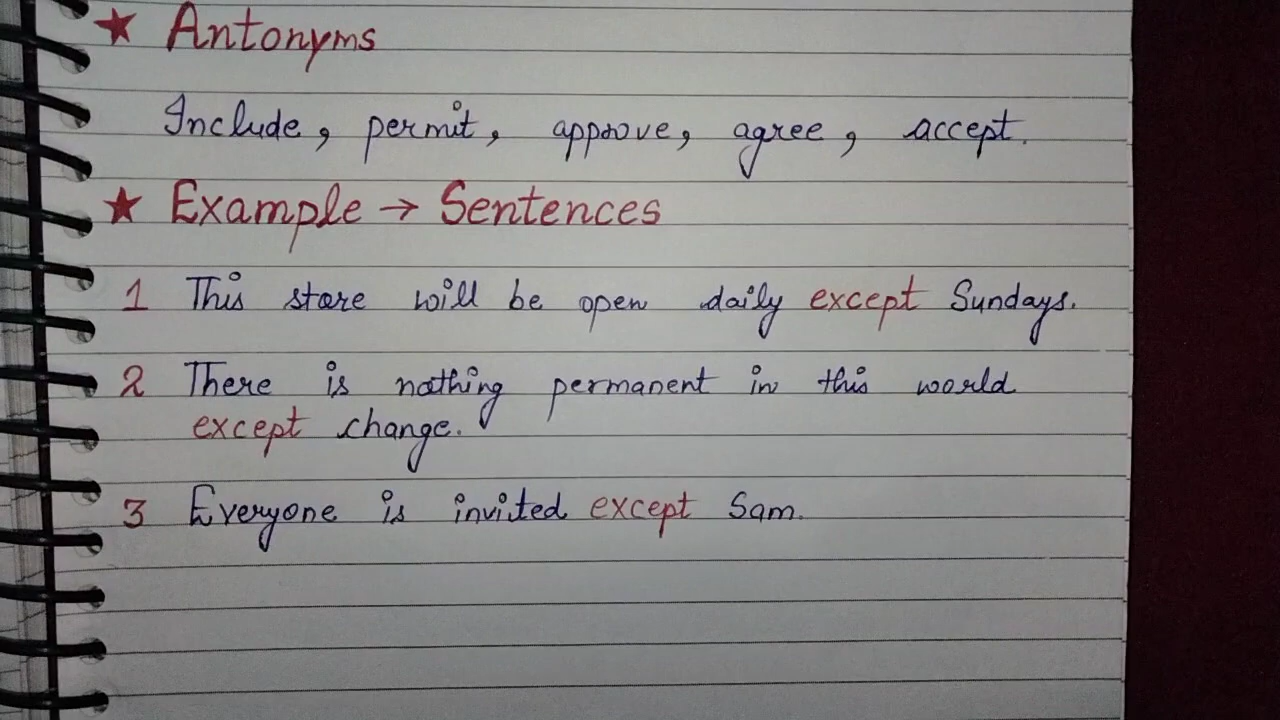 ★ Antonyms
Include, permit, approve, agree, accept.
★ Example → Sentences
1 This store will be open daily except Sundays.
2 There is nothing permanent in this world
except change.
3 Everyone is invited except Sam.